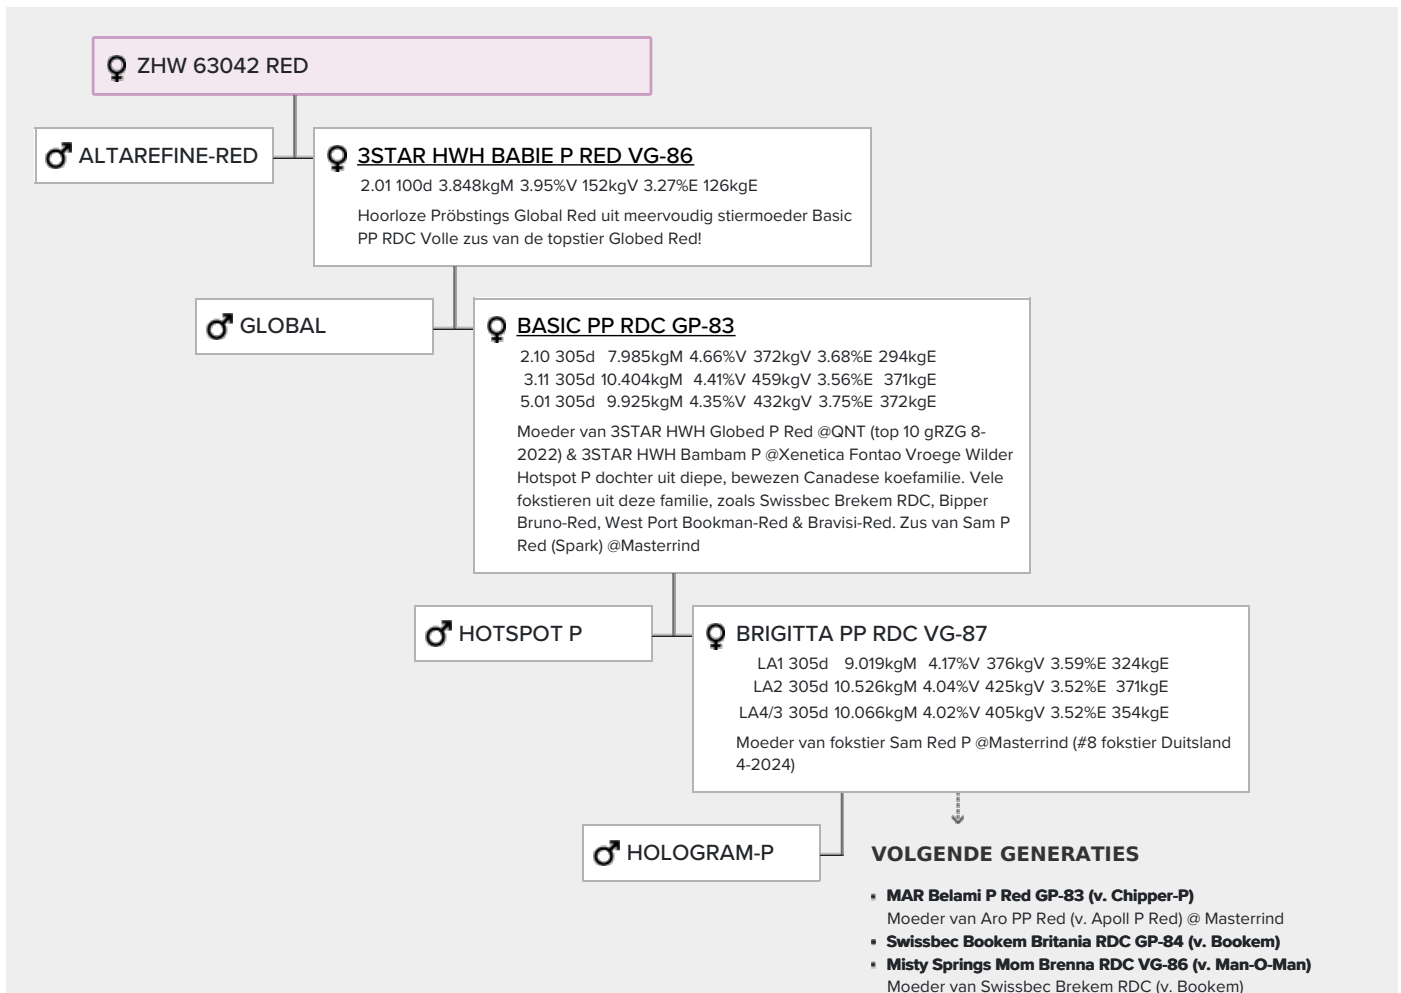 ZHW 63042 RED
ALTAREFINE-RED
3STAR HWH BABIE P RED VG-86
2.01 100d 3.848kgM 3.95%V 152kgV 3.27%E 126kgE
Hoorloze Pröbstings Global Red uit meervoudig stiermoeder Basic
PP RDC Volle zus van de topstier Globed Red!
GLOBAL
BASIC PP RDC GP-83
2.10 305d 7.985kgM 4.66%V 372kgV 3.68%E 294kgE
3.11 305d 10.404kgM 4.41%V 459kgV 3.56%E 371kgE
5.01 305d 9.925kgM 4.35%V 432kgV 3.75%E 372kgE
Moeder van 3STAR HWH Globed P Red @QNT (top 10 gRZG 8-
2022) & 3STAR HWH Bambam P @Xenetica Fontao Vroege Wilder
Hotspot P dochter uit diepe, bewezen Canadese koefamilie. Vele
fokstieren uit deze familie, zoals Swissbec Brekem RDC, Bipper
Bruno-Red, West Port Bookman-Red & Bravisi-Red. Zus van Sam P
Red (Spark) @Masterrind
HOTSPOT P
BRIGITTA PP RDC VG-87
LA1 305d 9.019kgM 4.17%V 376kgV 3.59%E 324kgE
LA2 305d 10.526kgM 4.04%V 425kgV 3.52%E 371kgE
LA4/3 305d 10.066kgM 4.02%V 405kgV 3.52%E 354kgE
Moeder van fokstier Sam Red P @Masterrind (#8 fokstier Duitsland
4-2024)
HOLOGRAM-P
VOLGENDE GENERATIES
▪ MAR Belami P Red GP-83 (v. Chipper-P)
Moeder van Aro PP Red (v. Apoll P Red) @ Masterrind
▪ Swissbec Bookem Britania RDC GP-84 (v. Bookem)
▪ Misty Springs Mom Brenna RDC VG-86 (v. Man-O-Man)
Moeder van Swissbec Brekem RDC (v. Bookem)